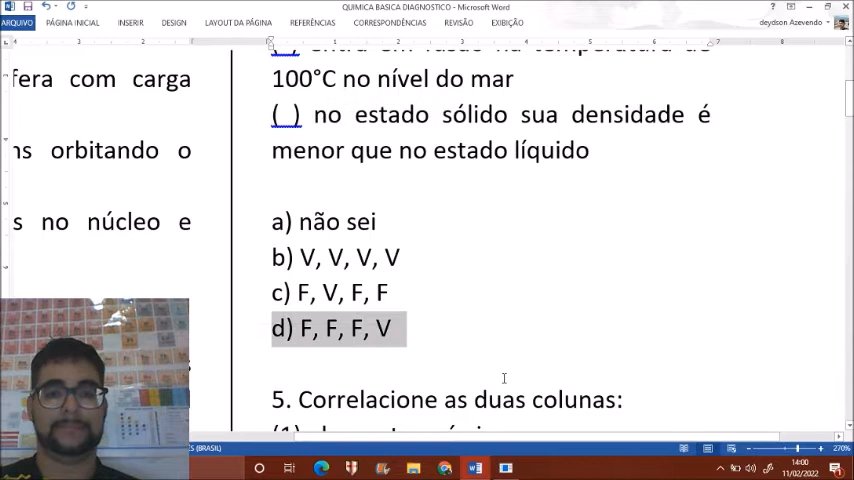 QUIMICA BASICA DIAGNOSTICO - Microsoft Word
ARQUIVO PÁGINA INICIAL INSERIR DESIGN LAYOUT DA PÁGINA REFERÊNCIAS CORRESPONDÊNCIAS REVISÃO EXIBIÇÃO
deydson Azevendo
fera com carga
ns orbitando o
s no núcleo e
100°C no nível do mar
( ) no estado sólido sua densidade é
menor que no estado líquido
a) não sei
b) V, V, V, V
c) F, V, F, F
d) F, F, F, V
5. Correlacione as duas colunas:
ÊS (BRASIL)
270%
14:00
11/02/2022